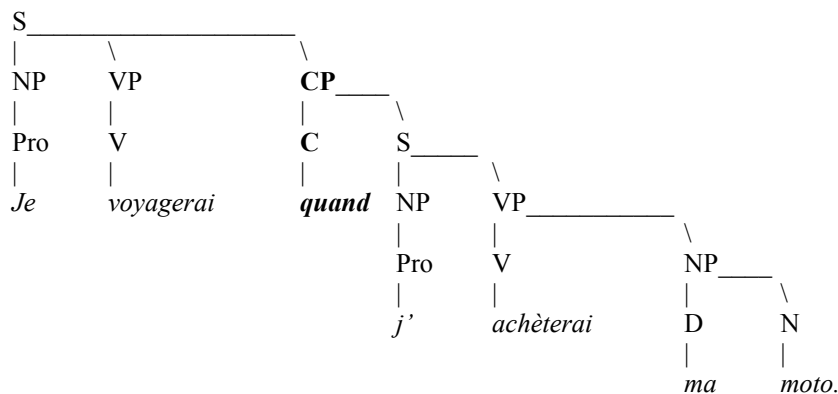 S
NP VP CP
Pro V C S
Je voyagerai quand NP VP
Pro V NP
j’ achèterai D N
ma moto.